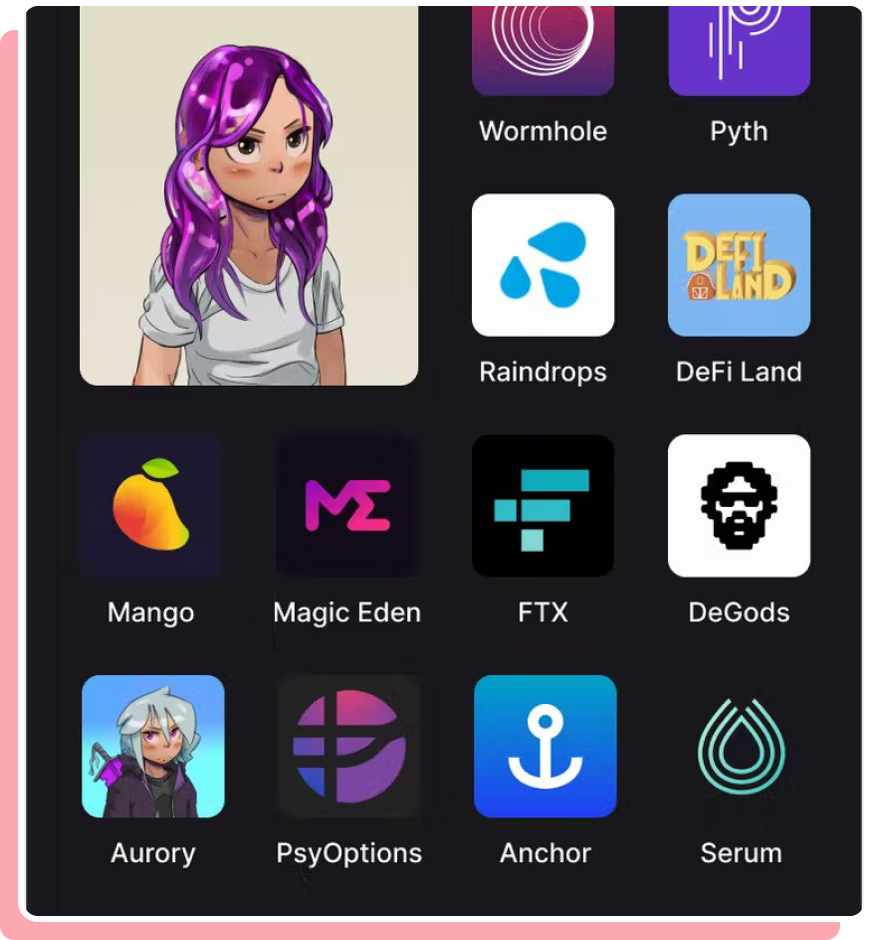 Wormhole
Pyth
DEFI
LAND
Raindrops
DeFi Land
ME
Mango
Magic Eden
FTX
DeGods
Aurory
PsyOptions
Anchor
Serum